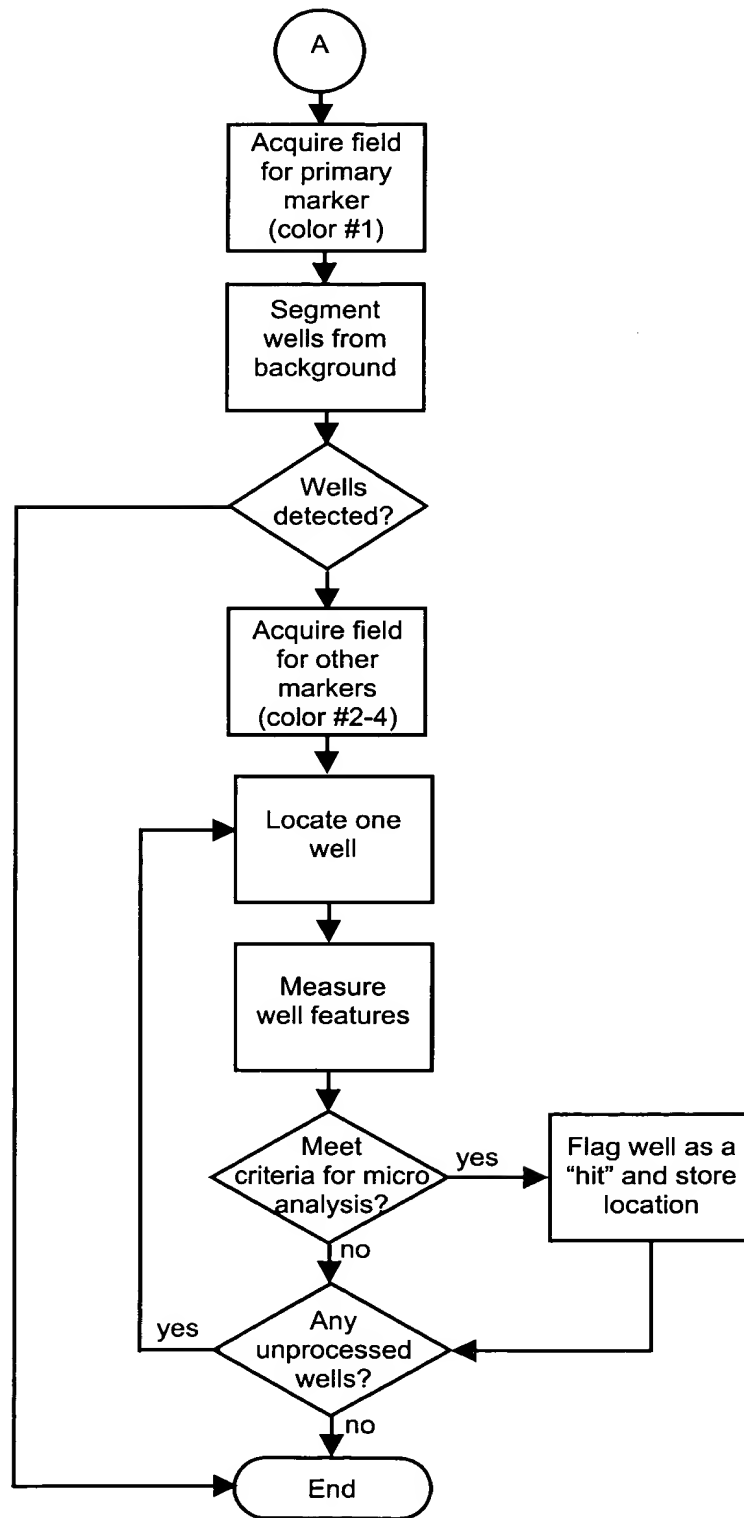 A
Acquire field
for primary
marker
(color #1)
Segment
wells from
background
Wells
detected?
Acquire field
for other
markers
(color #2-4)
Locate one
well
Measure
well features
Meet
criteria for micro
analysis?
yes
Flag well as a
“hit” and store
location
no
Any
unprocessed
wells?
yes
no
End